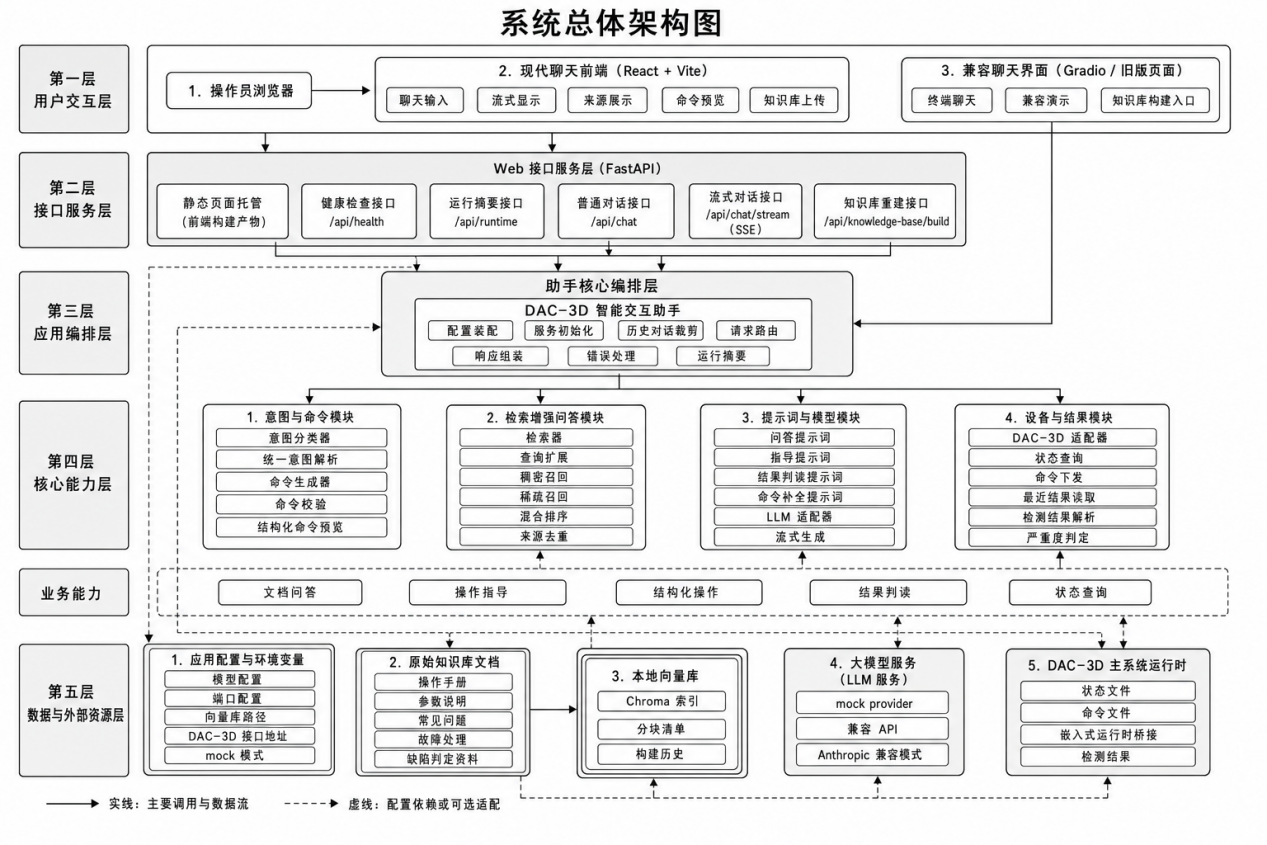 系统总体架构图
第一层
用户交互层
1. 操作员浏览器
2. 现代聊天前端（React + Vite）
聊天输入
流式显示
来源展示
命令预览
知识库上传
3. 兼容聊天界面（Gradio / 旧版页面）
终端聊天
兼容演示
知识库构建入口
第二层
接口服务层
Web 接口服务层（FastAPI）
静态页面托管
（前端构建产物）
健康检查接口
/api/health
运行摘要接口
/api/runtime
普通对话接口
/api/chat
流式对话接口
/api/chat/stream
（SSE）
知识库重建接口
/api/knowledge-base/build
第三层
应用编排层
助手核心编排层
DAC-3D 智能交互助手
配置装配
服务初始化
历史对话裁剪
请求路由
响应组装
错误处理
运行摘要
第四层
核心能力层
1. 意图与命令模块
意图分类器
统一意图解析
命令生成器
命令校验
结构化命令预览
2. 检索增强问答模块
检索器
查询扩展
稠密召回
稀疏召回
混合排序
来源去重
3. 提示词与模型模块
问答提示词
指导提示词
结果判读提示词
命令补全提示词
LLM 适配器
流式生成
4. 设备与结果模块
DAC-3D 适配器
状态查询
命令下发
最近结果读取
检测结果解析
严重度判定
业务能力
文档问答
操作指导
结构化操作
结果判读
状态查询
第五层
数据与外部资源层
1. 应用配置与环境变量
模型配置
端口配置
向量库路径
DAC-3D 接口地址
mock 模式
2. 原始知识库文档
操作手册
参数说明
常见问题
故障处理
缺陷判定资料
3. 本地向量库
Chroma 索引
分块清单
构建历史
4. 大模型服务
（LLM 服务）
mock provider
兼容 API
Anthropic 兼容模式
5. DAC-3D 主系统运行时
状态文件
命令文件
嵌入式运行时桥接
检测结果
实线：主要调用与数据流
虚线：配置依赖或可选适配